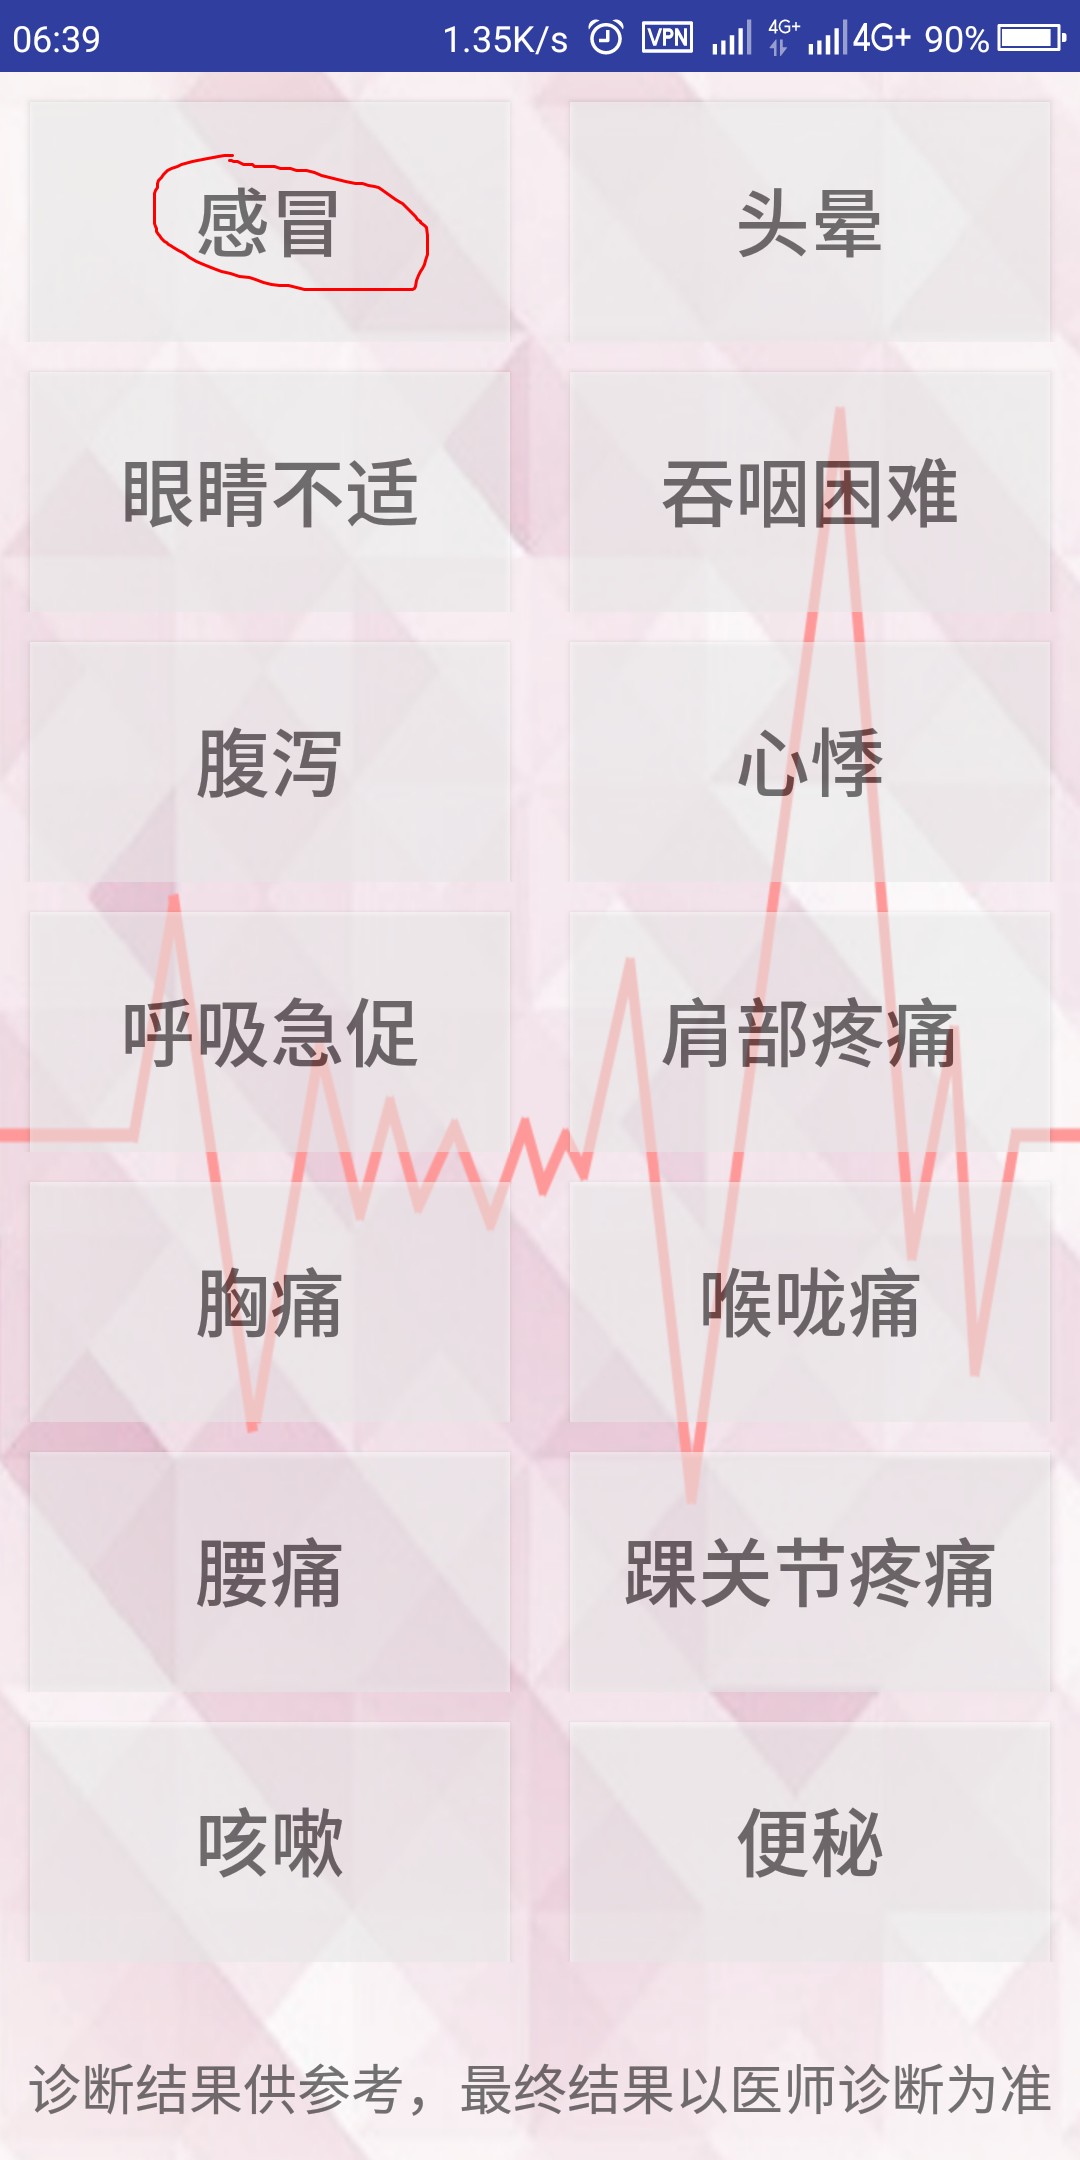 06:39 1.35K/s VPN 4G+ 4G+ 90%
感冒 头晕
眼睛不适 吞咽困难
腹泻 心悸
呼吸急促 肩部疼痛
胸痛 喉咙痛
腰痛 踝关节疼痛
咳嗽 便秘
诊断结果供参考，最终结果以医师诊断为准